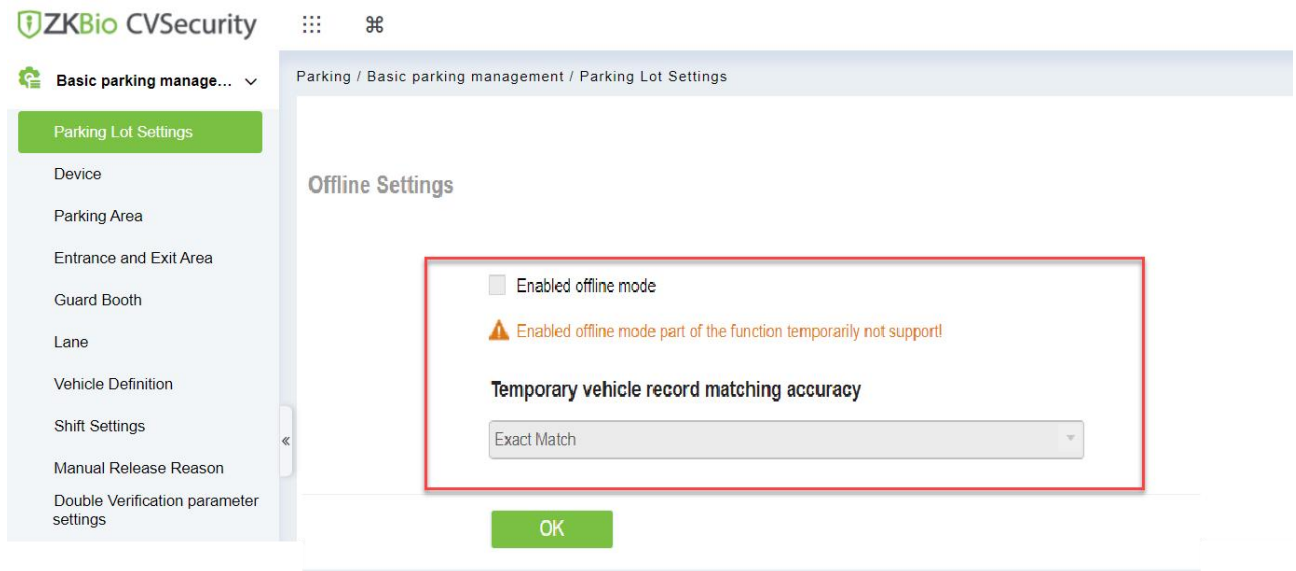 ZKBio CVSecurity
Basic parking manage...
Parking / Basic parking management / Parking Lot Settings
Parking Lot Settings
Device
Parking Area
Entrance and Exit Area
Guard Booth
Lane
Vehicle Definition
Shift Settings
Manual Release Reason
Double Verification parameter
settings
Offline Settings
Enabled offline mode
Enabled offline mode part of the function temporarily not support!
Temporary vehicle record matching accuracy
Exact Match
OK